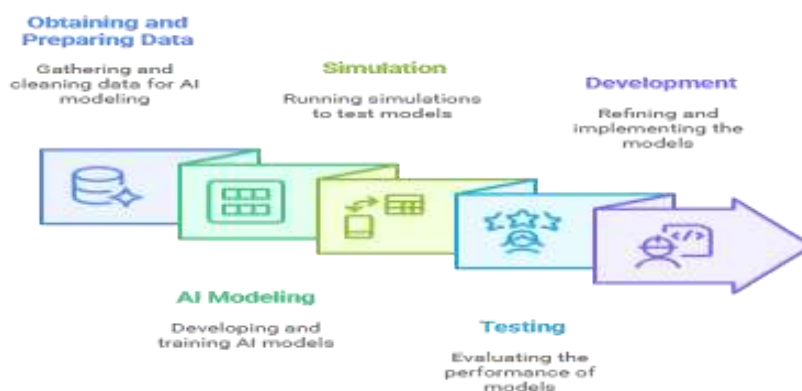 Obtaining and
Preparing Data
Gathering and
cleaning data for AI
modeling
Simulation
Running simulations
to test models
Development
Refining and
implementing the
models
</>
AI Modeling
Developing and
training AI models
Testing
Evaluating the
performance of
models